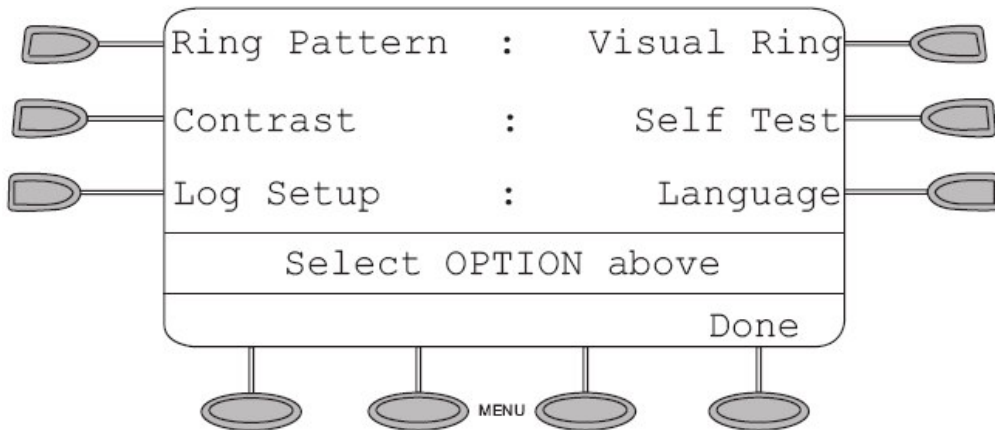 Ring Pattern : Visual Ring
Contrast : Self Test
Log Setup : Language
Select OPTION above
Done
MENU